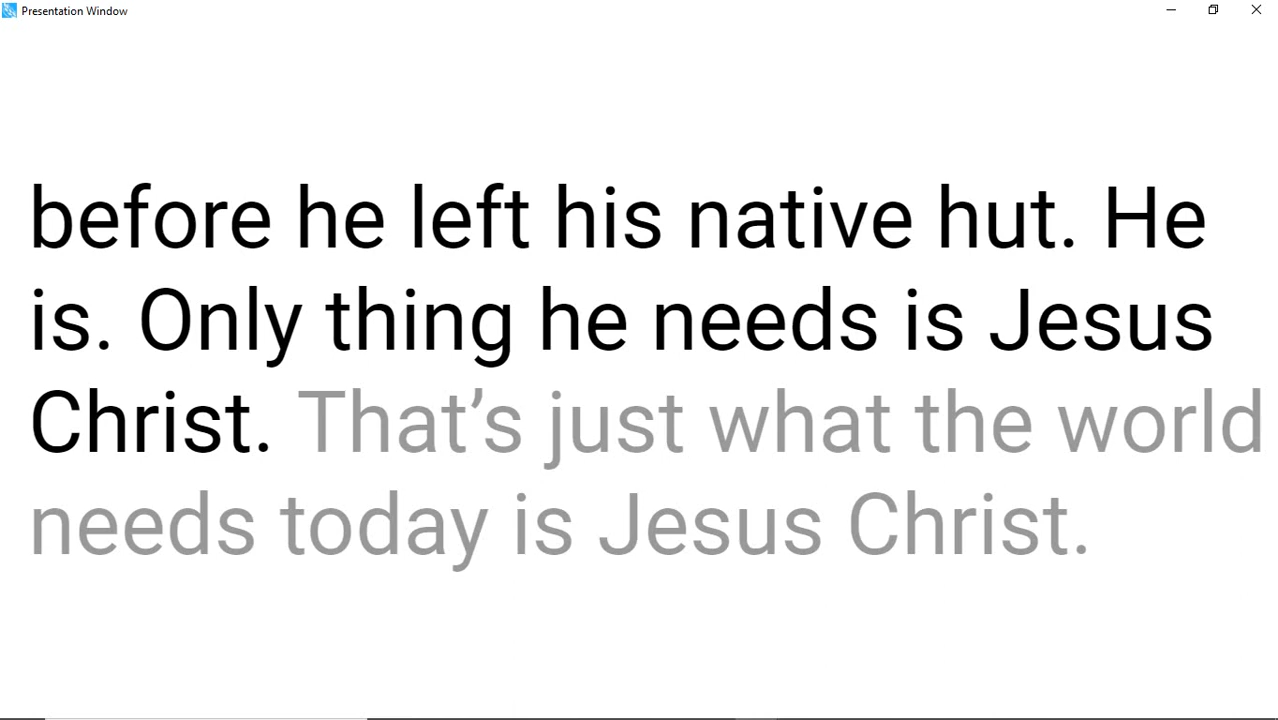 Presentation Window
before he left his native hut. He
is. Only thing he needs is Jesus
Christ. That’s just what the world
needs today is Jesus Christ.